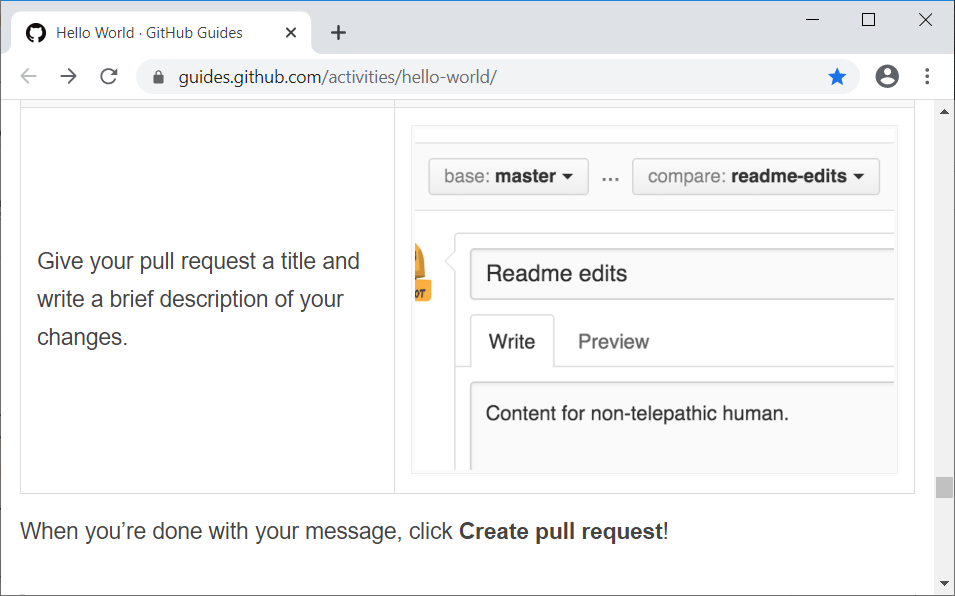 Hello World · GitHub Guides
guides.github.com/activities/hello-world/
Give your pull request a title and
write a brief description of your
changes.
base: master
...
compare: readme-edits
OT
Readme edits
Write Preview
Content for non-telepathic human.
When you’re done with your message, click Create pull request!